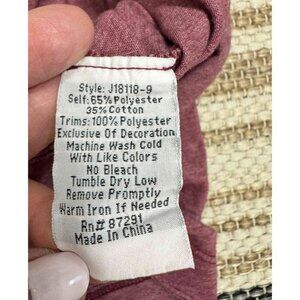 Style: J18118-9
Self: 65% Polyester
35% Cotton
Trims: 100% Polyester
Exclusive Of Decoration
Machine Wash Cold
With Like Colors
No Bleach
Tumble Dry Low
Remove Promptly
Warm Iron If Needed
Rn# 87291
Made In China